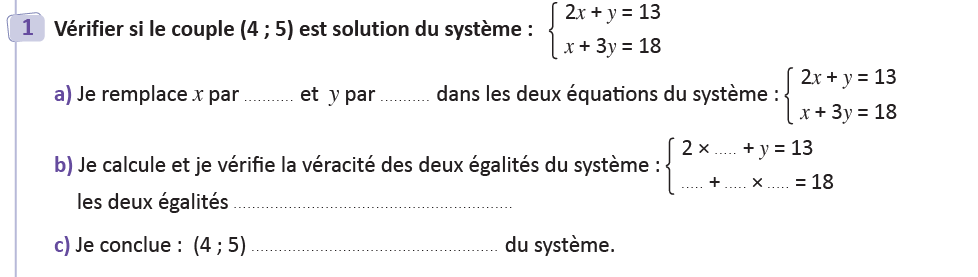 1 Vérifier si le couple (4 ; 5) est solution du système : { 2x + y = 13
x + 3y = 18
a) Je remplace x par .......... et y par .......... dans les deux équations du système : { 2x + y = 13
x + 3y = 18
b) Je calcule et je vérifie la véracité des deux égalités du système : { 2 × ..... + y = 13
..... + ..... × ..... = 18
les deux égalités ............................................................
c) Je conclue : (4 ; 5) ..................................................... du système.